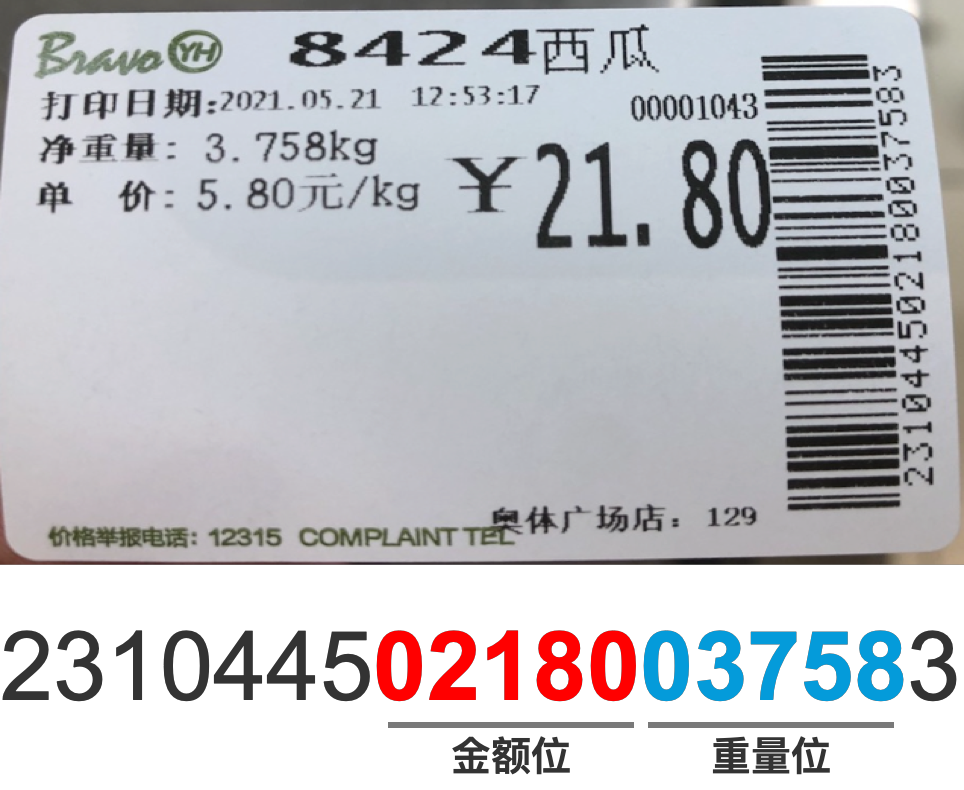 Bravo YH 8424西瓜
打印日期:2021.05.21 12:53:17
00001043
净重量: 3.758kg
单 价: 5.80元/kg
¥21.80
231044502180037583
奥体广场店: 129
价格举报电话: 12315 COMPLAINT TEL
231044502180037583
金额位 重量位